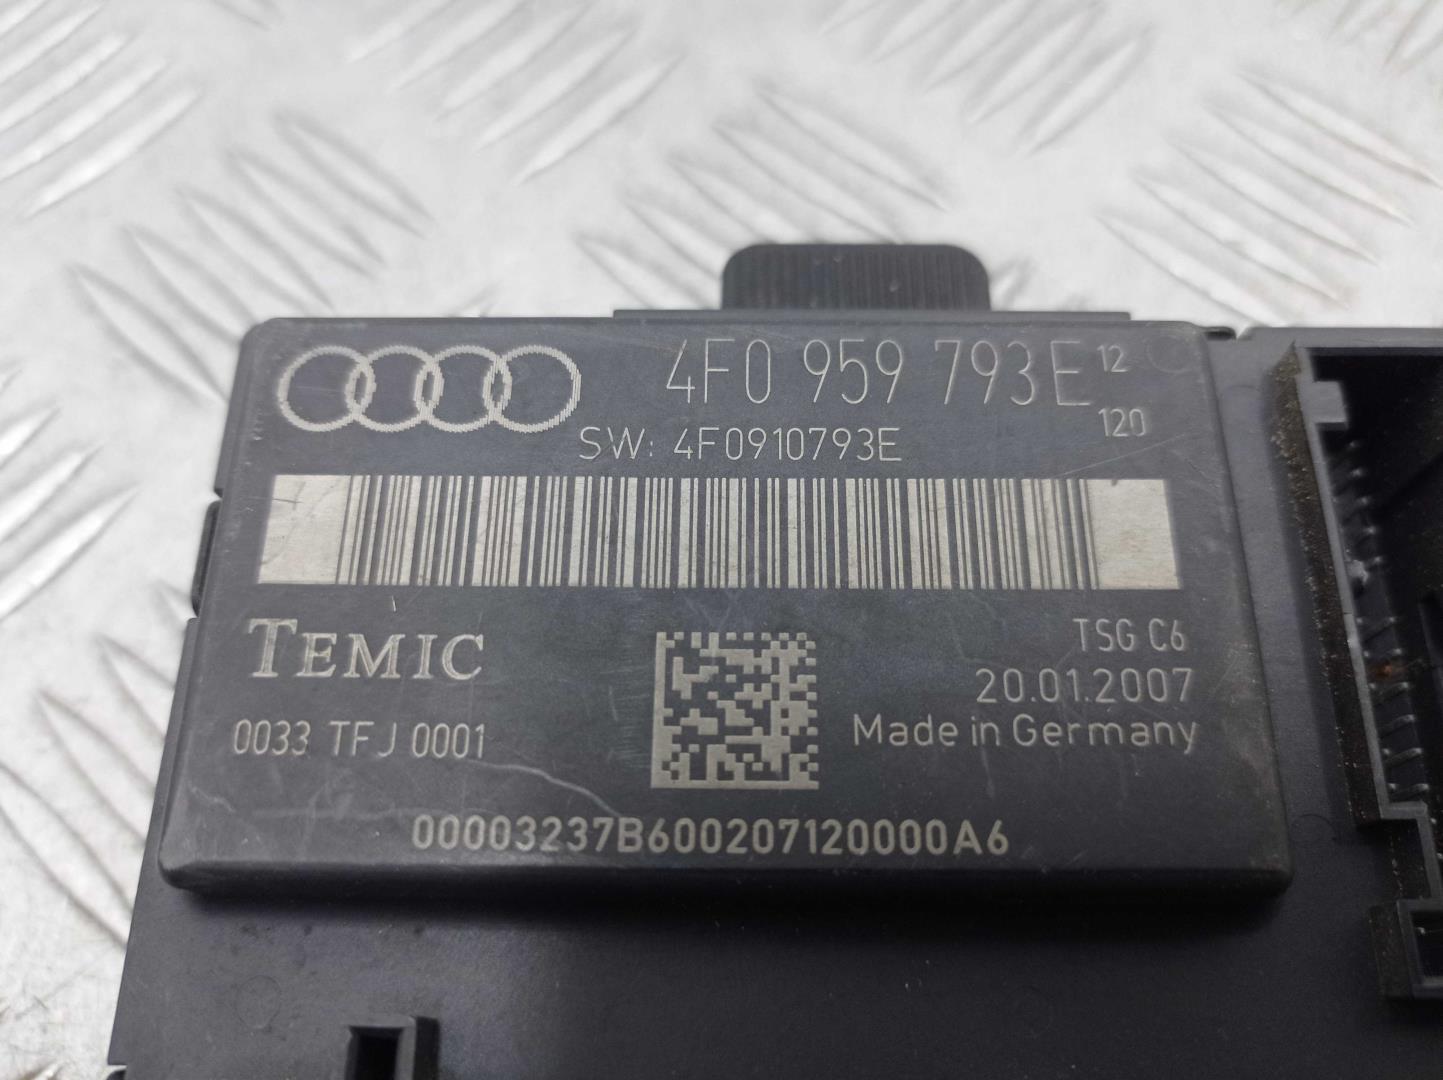 4F0 959 793E 12
120
SW: 4F0910793E
TEMIC
TSG C6
20.01.2007
0033 TFJ 0001
Made in Germany
00003237B600207120000A6